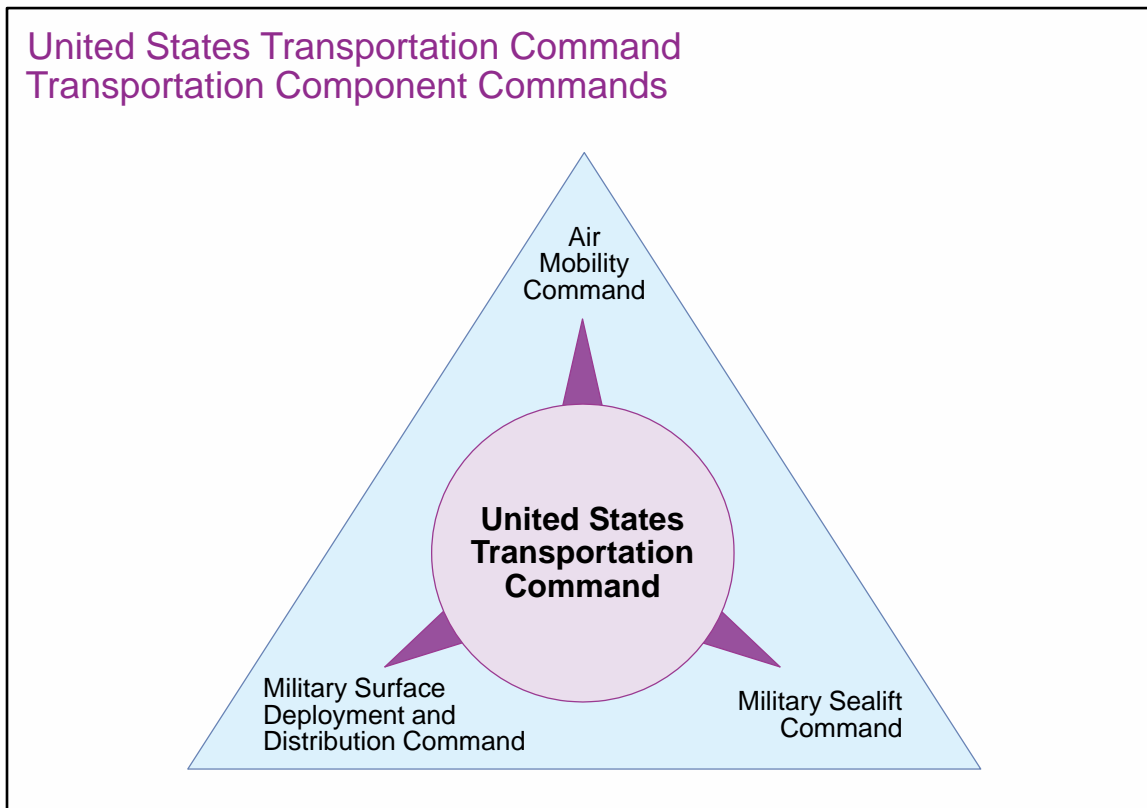 United States Transportation Command
Transportation Component Commands
Air
Mobility
Command
United States
Transportation
Command
Military Surface
Deployment and
Distribution Command
Military Sealift
Command